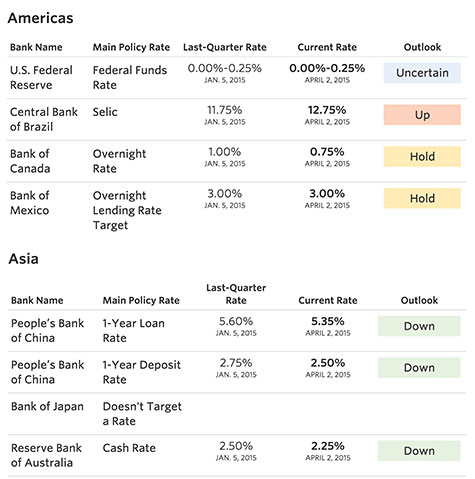 Americas
Bank Name Main Policy Rate Last-Quarter Rate Current Rate Outlook
U.S. Federal Federal Funds 0.00%-0.25% 0.00%-0.25% Uncertain
Reserve Rate JAN. 5, 2015 APRIL 2, 2015
Central Bank Selic 11.75% 12.75% Up
of Brazil JAN. 5, 2015 APRIL 2, 2015
Bank of Overnight 1.00% 0.75% Hold
Canada Rate JAN. 5, 2015 APRIL 2, 2015
Bank of Overnight 3.00% 3.00% Hold
Mexico Lending Rate JAN. 5, 2015 APRIL 2, 2015
Target
Asia
Last-Quarter
Bank Name Main Policy Rate Rate Current Rate Outlook
People's Bank 1-Year Loan 5.60% 5.35% Down
of China Rate JAN. 5, 2015 APRIL 2, 2015
People's Bank 1-Year Deposit 2.75% 2.50% Down
of China Rate JAN. 5, 2015 APRIL 2, 2015
Bank of Japan Doesn't Target
a Rate
Reserve Bank Cash Rate 2.50% 2.25% Down
of Australia JAN. 5, 2015 APRIL 2, 2015